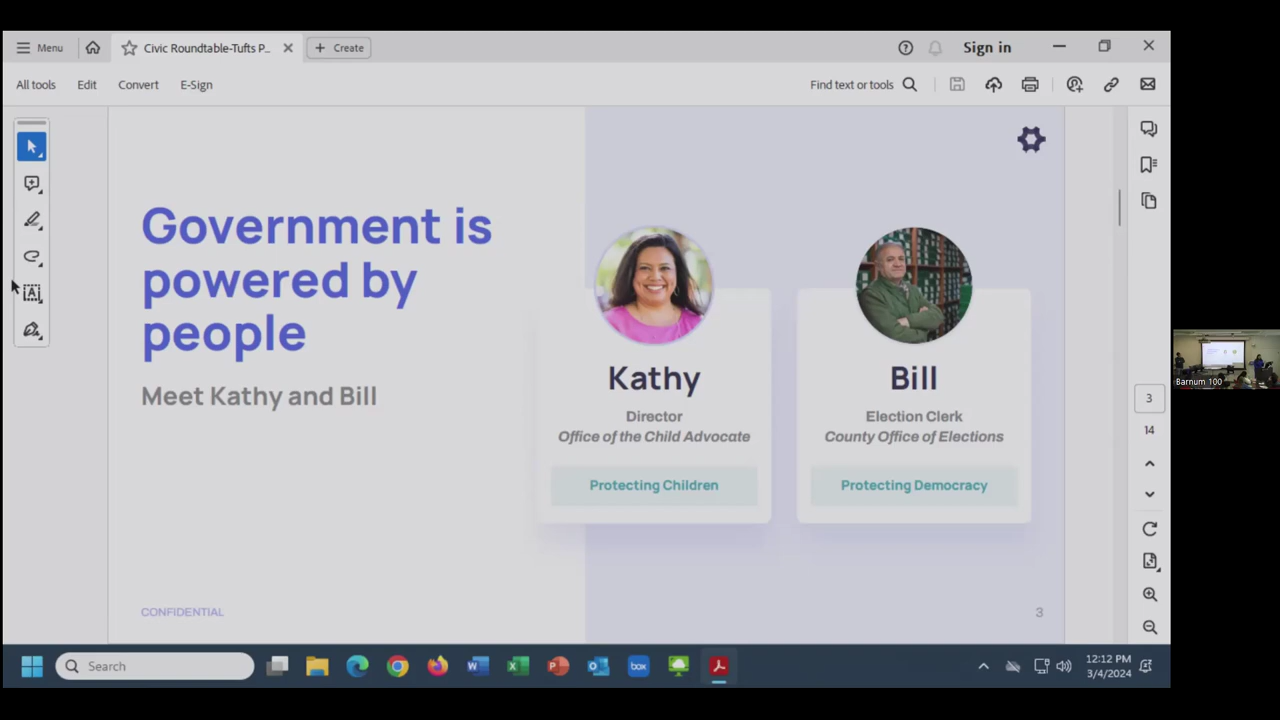 Menu
Civic Roundtable-Tufts P...
Create
Sign in
All tools
Edit
Convert
E-Sign
Find text or tools
Government is
powered by
people
Meet Kathy and Bill
Kathy
Director
Office of the Child Advocate
Protecting Children
Bill
Election Clerk
County Office of Elections
Protecting Democracy
CONFIDENTIAL
3
3
14
Barnum 100
Search
12:12 PM
3/4/2024